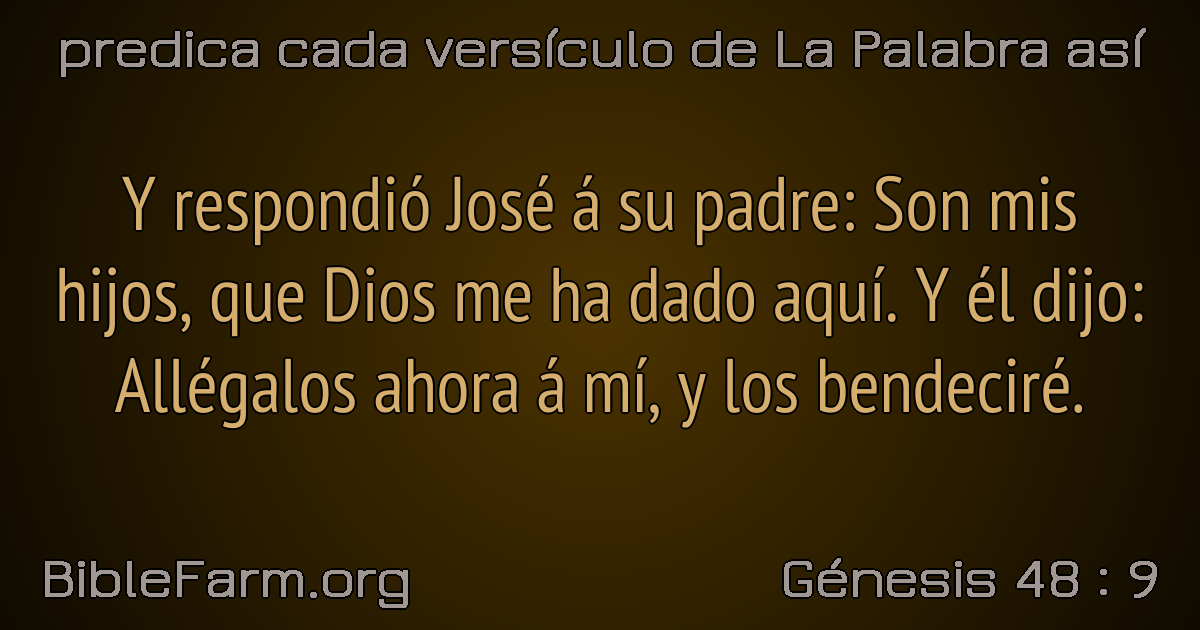 predica cada versículo de La Palabra así
Y respondió José á su padre: Son mis
hijos, que Dios me ha dado aquí. Y él dijo:
Allégalos ahora á mí, y los bendeciré.
BibleFarm.org
Génesis 48 : 9